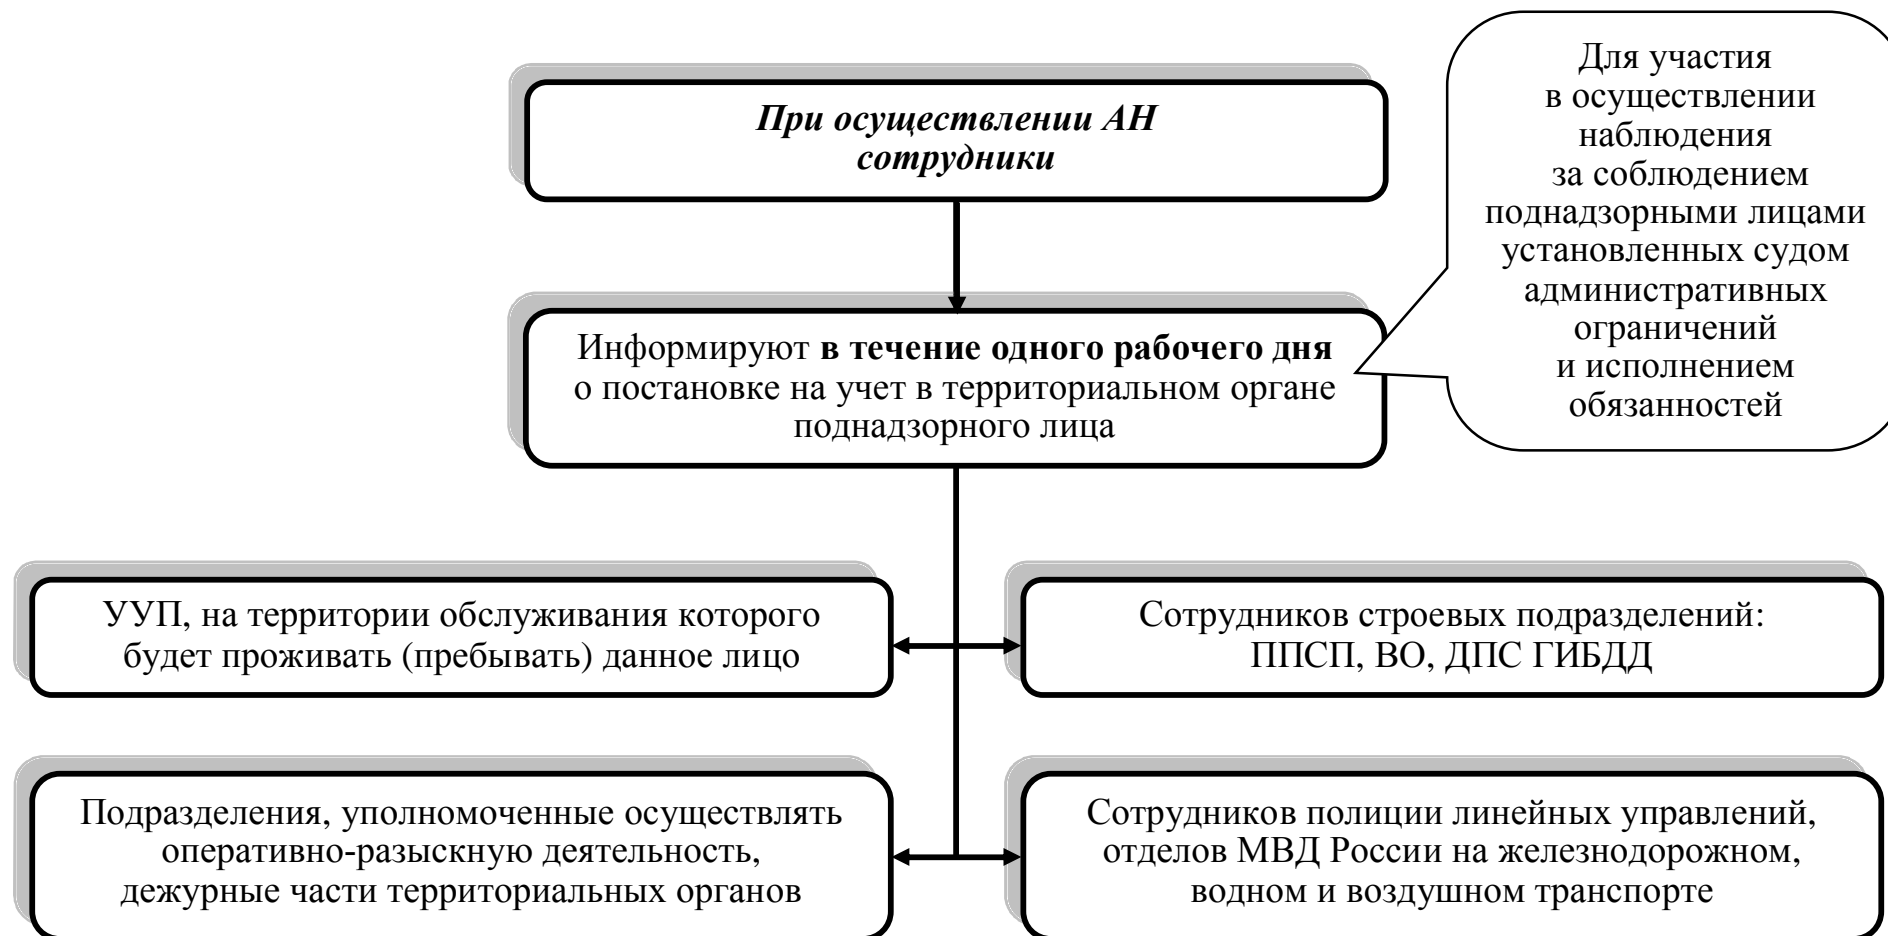 При осуществлении АН
сотрудники
Для участия
в осуществлении
наблюдения
за соблюдением
поднадзорными лицами
установленных судом
административных
ограничений
и исполнением
обязанностей
Информируют в течение одного рабочего дня
о постановке на учет в территориальном органе
поднадзорного лица
УУП, на территории обслуживания которого
будет проживать (пребывать) данное лицо
Сотрудников строевых подразделений:
ППСП, ВО, ДПС ГИБДД
Подразделения, уполномоченные осуществлять
оперативно-разыскную деятельность,
дежурные части территориальных органов
Сотрудников полиции линейных управлений,
отделов МВД России на железнодорожном,
водном и воздушном транспорте